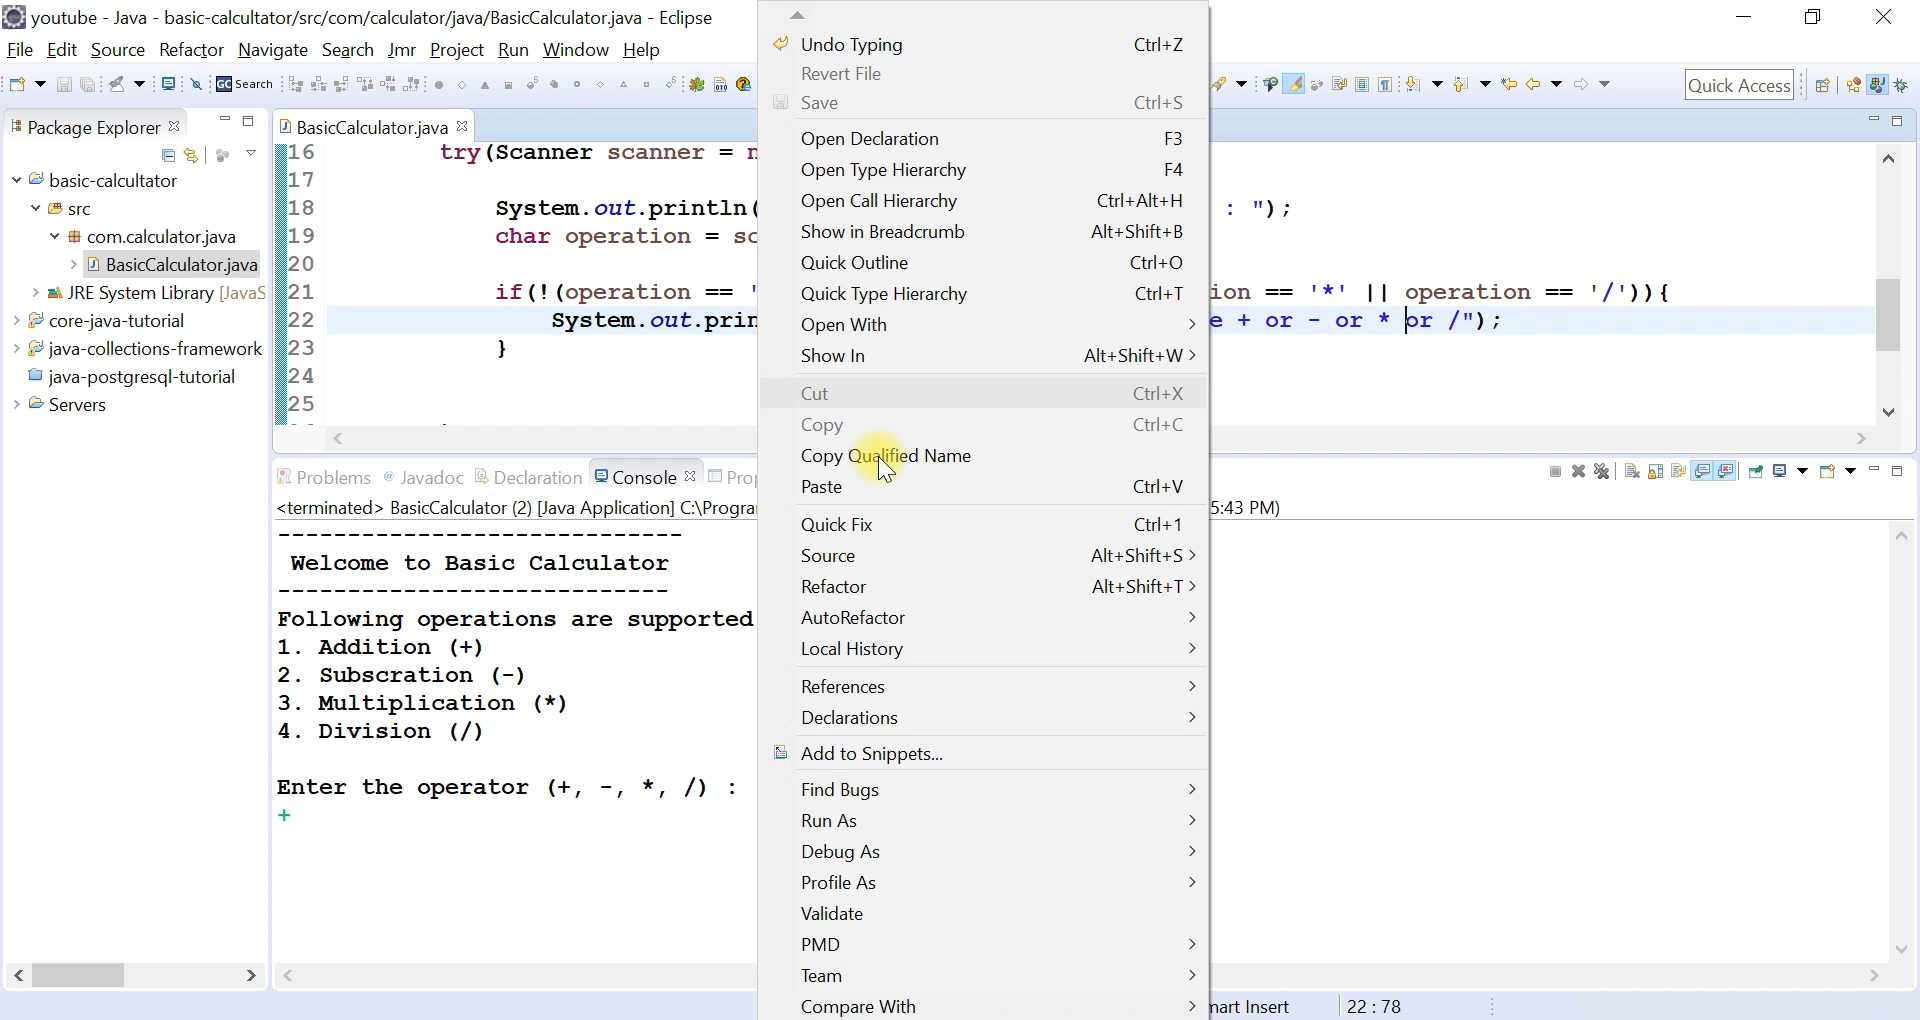 youtube - Java - basic-calcultator/src/com/calculator/java/BasicCalculator.java - Eclipse
File Edit Source Refactor Navigate Search Jmr Project Run Window Help
GC Search
Quick Access
Package Explorer
basic-calcultator
src
com.calculator.java
BasicCalculator.java
JRE System Library [JavaS
core-java-tutorial
java-collections-framework
java-postgresql-tutorial
Servers
BasicCalculator.java
16 try(Scanner scanner =
17
18 System.out.println( : ");
19 char operation =
20
21 if(!(operation == ' ion == '*' || operation == '/')){
22 System.out.prin e + or - or * or /");
23 }
24
25
Undo Typing Ctrl+Z
Revert File
Save Ctrl+S
Open Declaration F3
Open Type Hierarchy F4
Open Call Hierarchy Ctrl+Alt+H
Show in Breadcrumb Alt+Shift+B
Quick Outline Ctrl+O
Quick Type Hierarchy Ctrl+T
Open With >
Show In Alt+Shift+W >
Cut Ctrl+X
Copy Ctrl+C
Copy Qualified Name
Paste Ctrl+V
Quick Fix Ctrl+1
Source Alt+Shift+S >
Refactor Alt+Shift+T >
AutoRefactor >
Local History >
References >
Declarations >
Add to Snippets...
Find Bugs >
Run As >
Debug As >
Profile As >
Validate
PMD >
Team >
Compare With >
Problems @ Javadoc Declaration Console Prop
<terminated> BasicCalculator (2) [Java Application] C:\Progra 5:43 PM)
-----------------------------
Welcome to Basic Calculator
----------------------------
Following operations are supported
1. Addition (+)
2. Subscration (-)
3. Multiplication (*)
4. Division (/)
Enter the operator (+, -, *, /) :
+
mart Insert 22 : 78